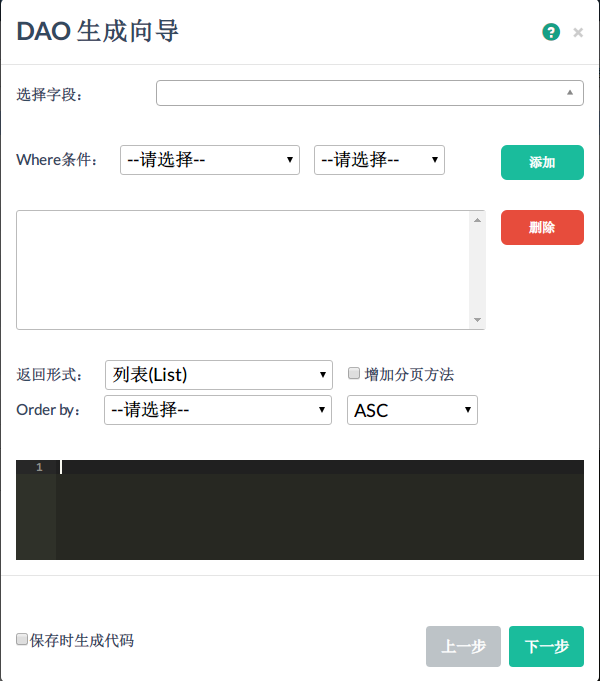 DAO 生成向导
? ×
选择字段：
Where条件： --请选择-- --请选择-- 添加
删除
返回形式： 列表(List) 增加分页方法
Order by： --请选择-- ASC
1
保存时生成代码 上一步 下一步